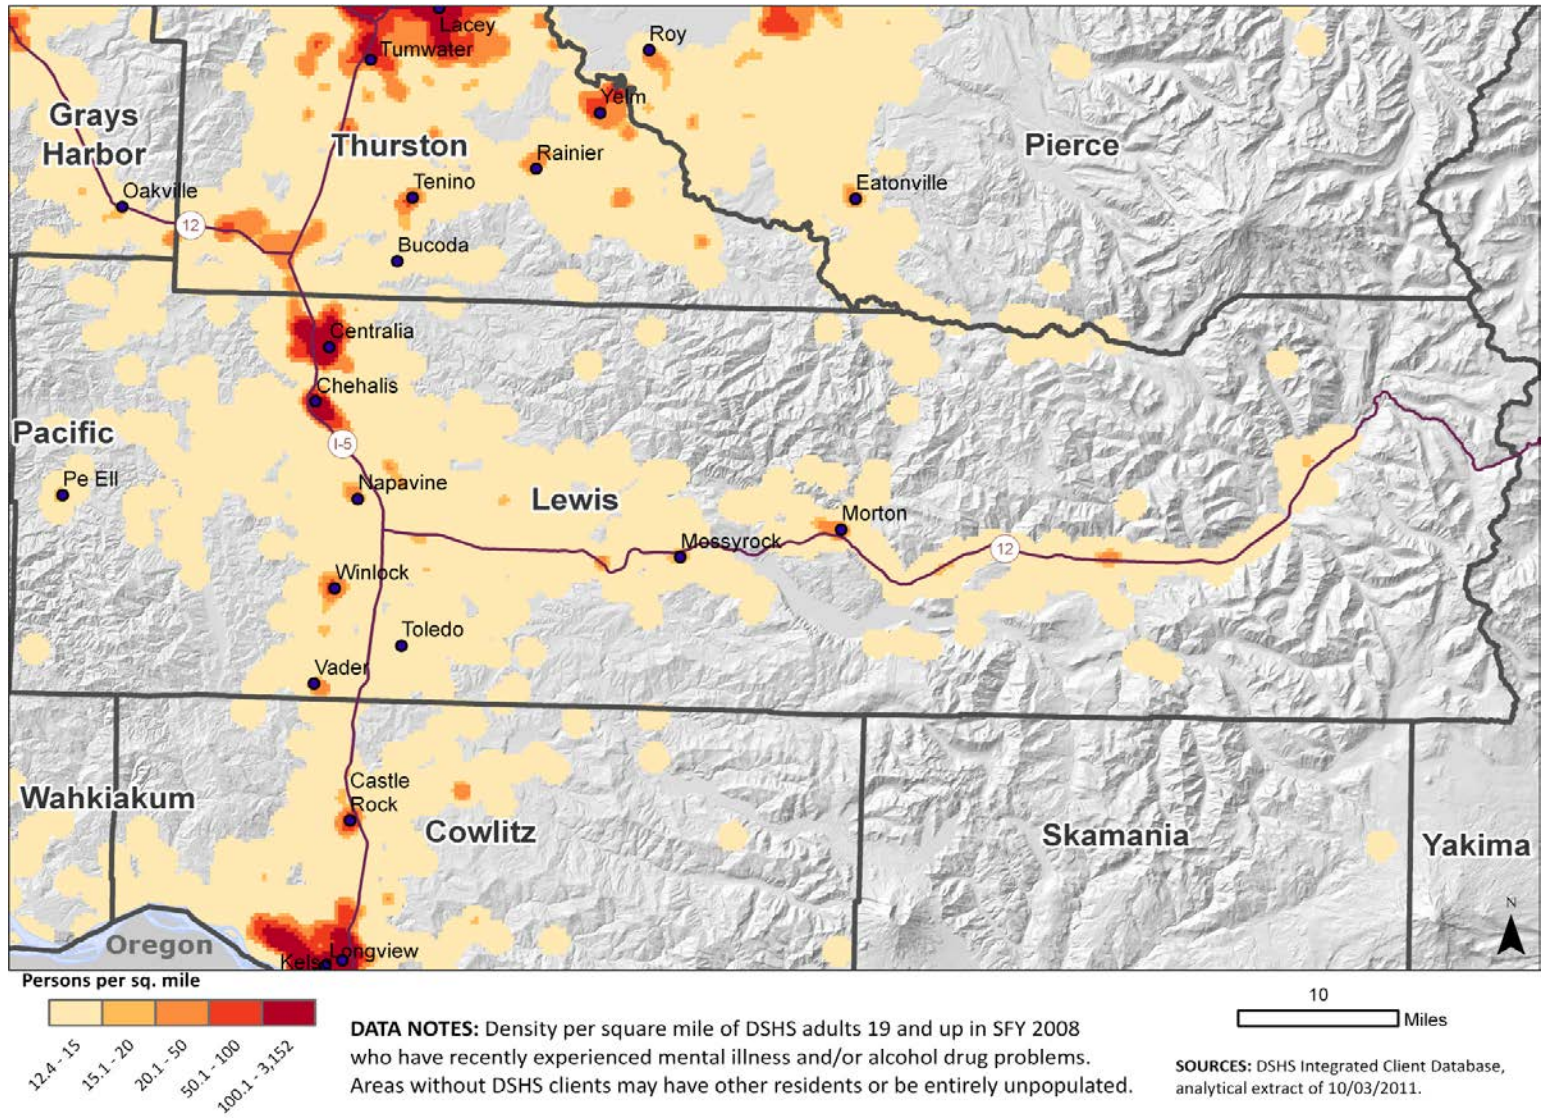 Lacey
Roy
Tumwater
Yelm
Grays
Harbor
Thurston
Pierce
Rainier
Tenino
Eatonville
Oakville
12
Bucoda
Centralia
Chehalis
Pacific
I-5
Pe Ell
Napavine
Lewis
Morton
Mossyrock
12
Winlock
Toledo
Vader
Castle
Rock
Wahkiakum
Cowlitz
Skamania
Yakima
N
Oregon
Longview
Kels
Persons per sq. mile
12.4 - 15
15.1 - 20
20.1 - 50
50.1 - 100
100.1 - 3,152
DATA NOTES: Density per square mile of DSHS adults 19 and up in SFY 2008
who have recently experienced mental illness and/or alcohol drug problems.
Areas without DSHS clients may have other residents or be entirely unpopulated.
10
Miles
SOURCES: DSHS Integrated Client Database,
analytical extract of 10/03/2011.